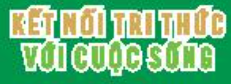 KẾT NỐI TRI THỨC
VỚI CUỘC SỐNG